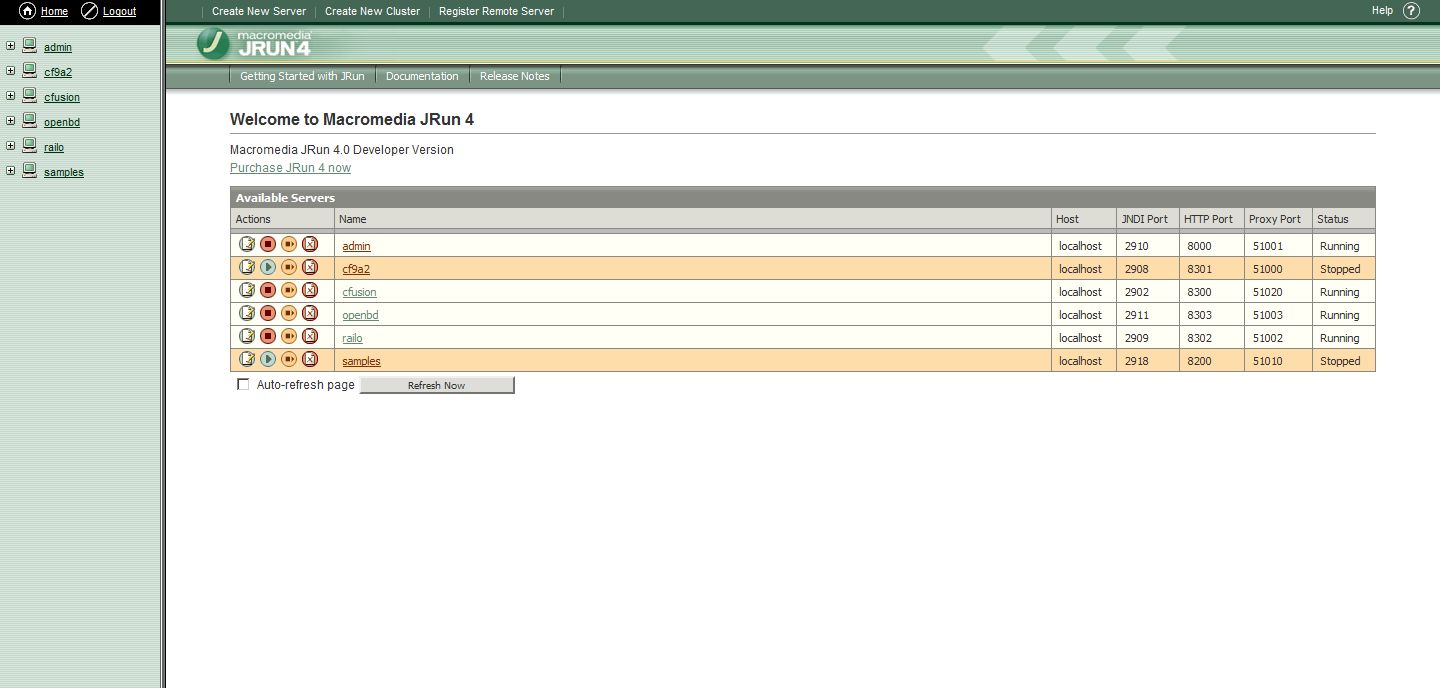 Home Logout
admin
cf9a2
cfusion
openbd
railo
samples
Create New Server Create New Cluster Register Remote Server Help ?
macromedia
JRUN4
Getting Started with JRun Documentation Release Notes
Welcome to Macromedia JRun 4
Macromedia JRun 4.0 Developer Version
Purchase JRun 4 now
Available Servers
Actions Name Host JNDI Port HTTP Port Proxy Port Status
admin localhost 2910 8000 51001 Running
cf9a2 localhost 2908 8301 51000 Stopped
cfusion localhost 2902 8300 51020 Running
openbd localhost 2911 8303 51003 Running
railo localhost 2909 8302 51002 Running
samples localhost 2918 8200 51010 Stopped
Auto-refresh page Refresh Now